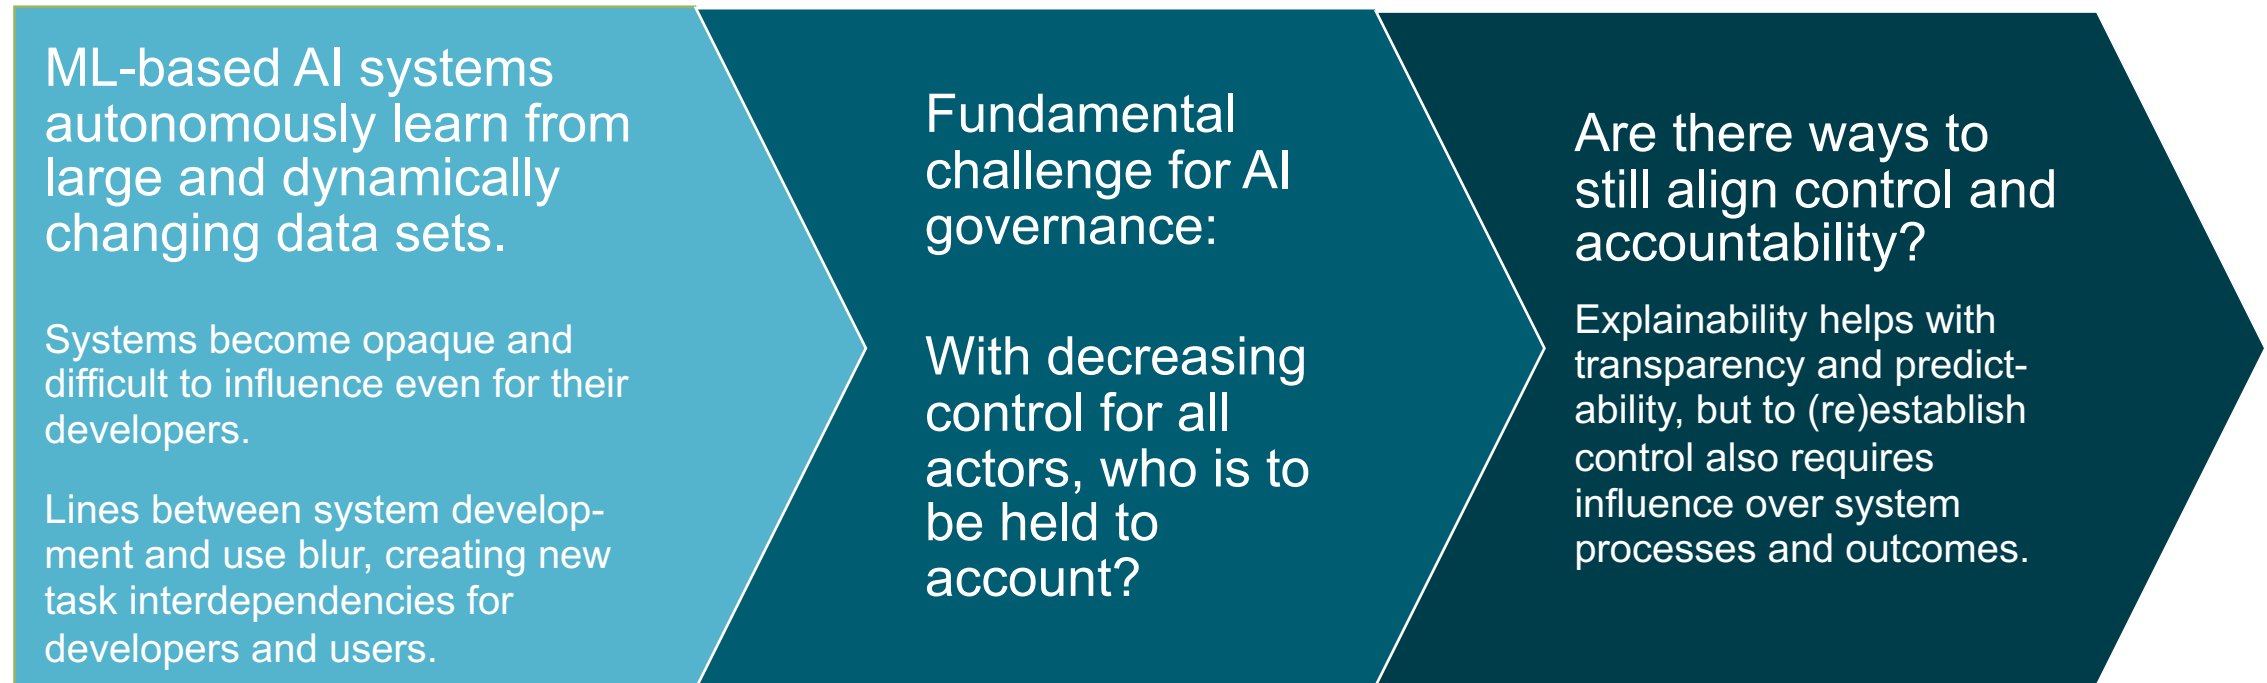 ML-based AI systems
autonomously learn from
large and dynamically
changing data sets.
Systems become opaque and
difficult to influence even for their
developers.
Lines between system develop-
ment and use blur, creating new
task interdependencies for
developers and users.
Fundamental
challenge for AI
governance:
With decreasing
control for all
actors, who is to
be held to
account?
Are there ways to
still align control and
accountability?
Explainability helps with
transparency and predict-
ability, but to (re)establish
control also requires
influence over system
processes and outcomes.